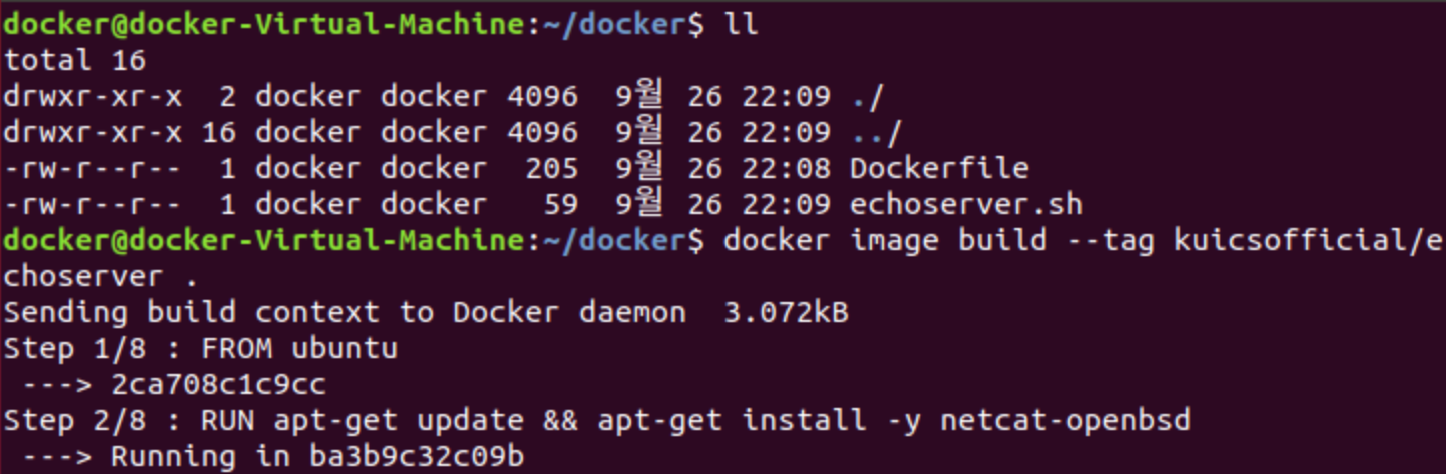 docker@docker-Virtual-Machine:~/docker$ ll
total 16
drwxr-xr-x  2 docker docker 4096  9월 26 22:09 ./
drwxr-xr-x 16 docker docker 4096  9월 26 22:09 ../
-rw-r--r--  1 docker docker  205  9월 26 22:08 Dockerfile
-rw-r--r--  1 docker docker   59  9월 26 22:09 echoserver.sh
docker@docker-Virtual-Machine:~/docker$ docker image build --tag kuicsofficial/e
choserver .
Sending build context to Docker daemon  3.072kB
Step 1/8 : FROM ubuntu
 ---> 2ca708c1c9cc
Step 2/8 : RUN apt-get update && apt-get install -y netcat-openbsd
 ---> Running in ba3b9c32c09b